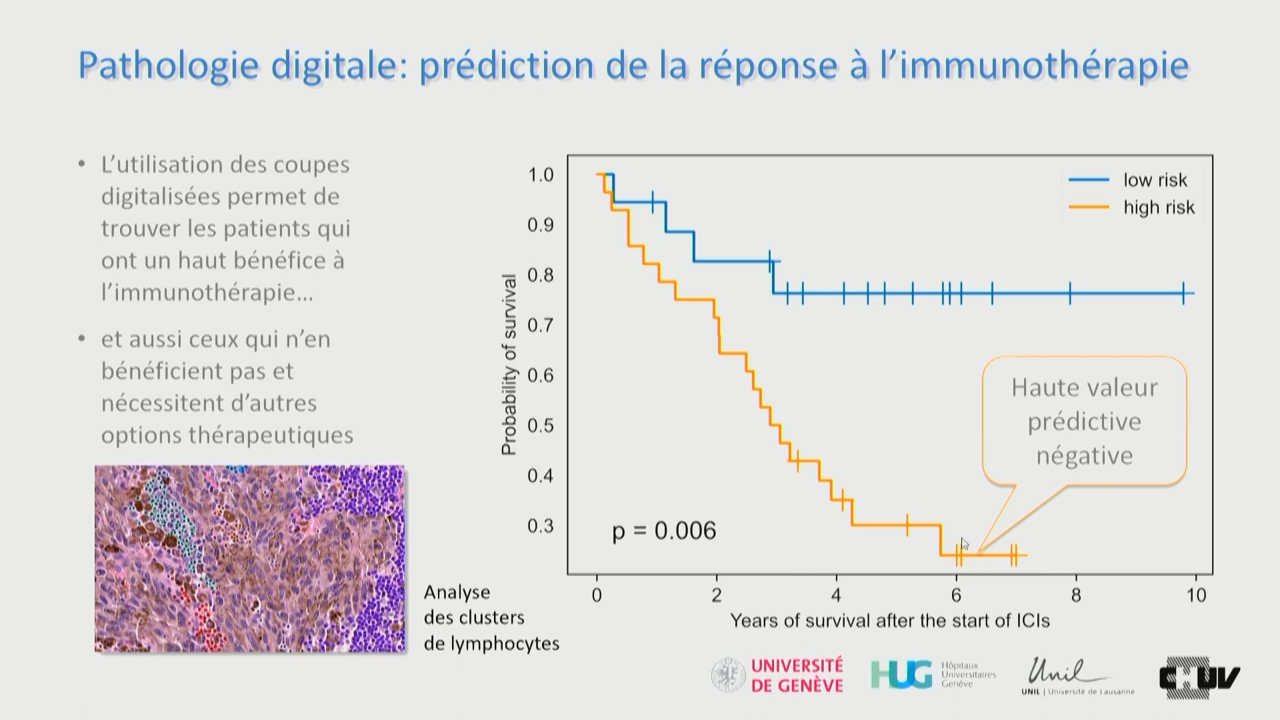 Pathologie digitale: prédiction de la réponse à l'immunothérapie
• L'utilisation des coupes
digitalisées permet de
trouver les patients qui
ont un haut bénéfice à
l'immunothérapie...
• et aussi ceux qui n'en
bénéficient pas et
nécessitent d'autres
options thérapeutiques
Analyse
des clusters
de lymphocytes
Probability of survival
1.0
0.9
0.8
0.7
0.6
0.5
0.4
0.3
low risk
high risk
Haute valeur
prédictive
négative
p = 0.006
0 2 4 6 8 10
Years of survival after the start of ICIs
UNIVERSITÉ
DE GENÈVE
HUG
Hôpitaux
Universitaires
Genève
Unil
UNIL | Université de Lausanne
CHUV